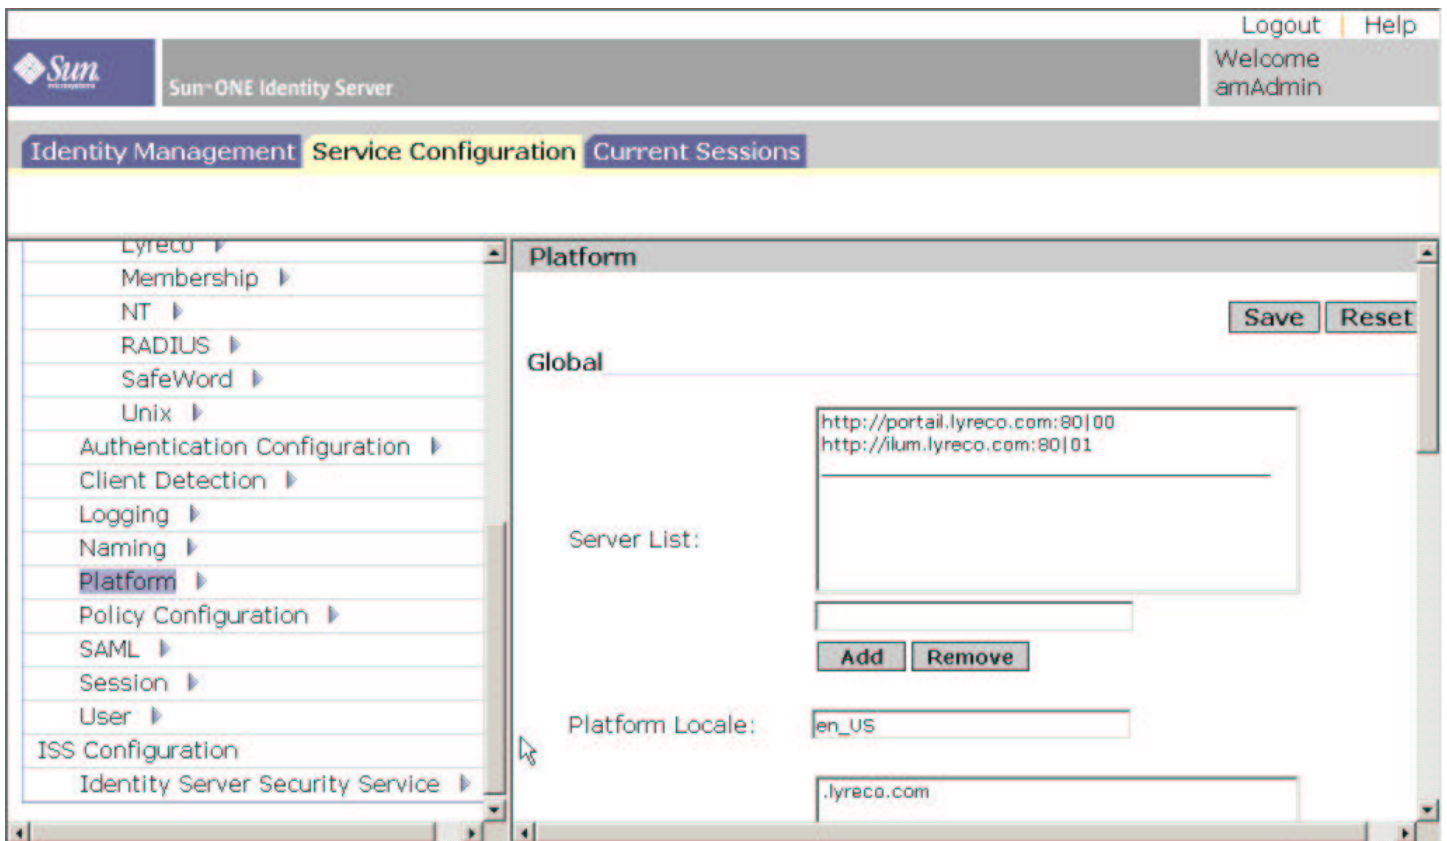 Logout | Help
Sun
microsystems
Sun™ ONE Identity Server
Welcome
amAdmin
Identity Management
Service Configuration
Current Sessions
Lyreco
Membership
NT
RADIUS
SafeWord
Unix
Authentication Configuration
Client Detection
Logging
Naming
Platform
Policy Configuration
SAML
Session
User
ISS Configuration
Identity Server Security Service
Platform
Save Reset
Global
http://portail.lyreco.com:80|00
http://ilum.lyreco.com:80|01
Server List:
Add Remove
Platform Locale: en_US
.lyreco.com